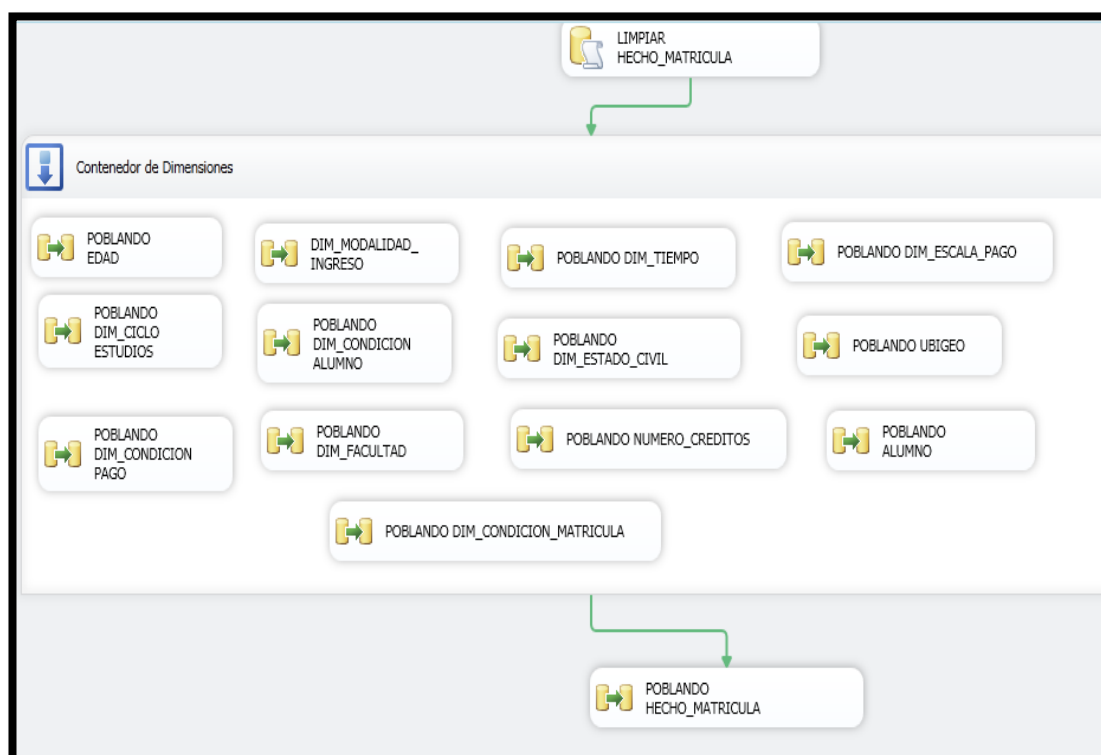 LIMPIAR
HECHO_MATRICULA
Contenedor de Dimensiones
POBLANDO
EDAD
DIM_MODALIDAD_
INGRESO
POBLANDO DIM_TIEMPO
POBLANDO DIM_ESCALA_PAGO
POBLANDO
DIM_CICLO
ESTUDIOS
POBLANDO
DIM_CONDICION
ALUMNO
POBLANDO
DIM_ESTADO_CIVIL
POBLANDO UBIGEO
POBLANDO
DIM_CONDICION
PAGO
POBLANDO
DIM_FACULTAD
POBLANDO NUMERO_CREDITOS
POBLANDO
ALUMNO
POBLANDO DIM_CONDICION_MATRICULA
POBLANDO
HECHO_MATRICULA